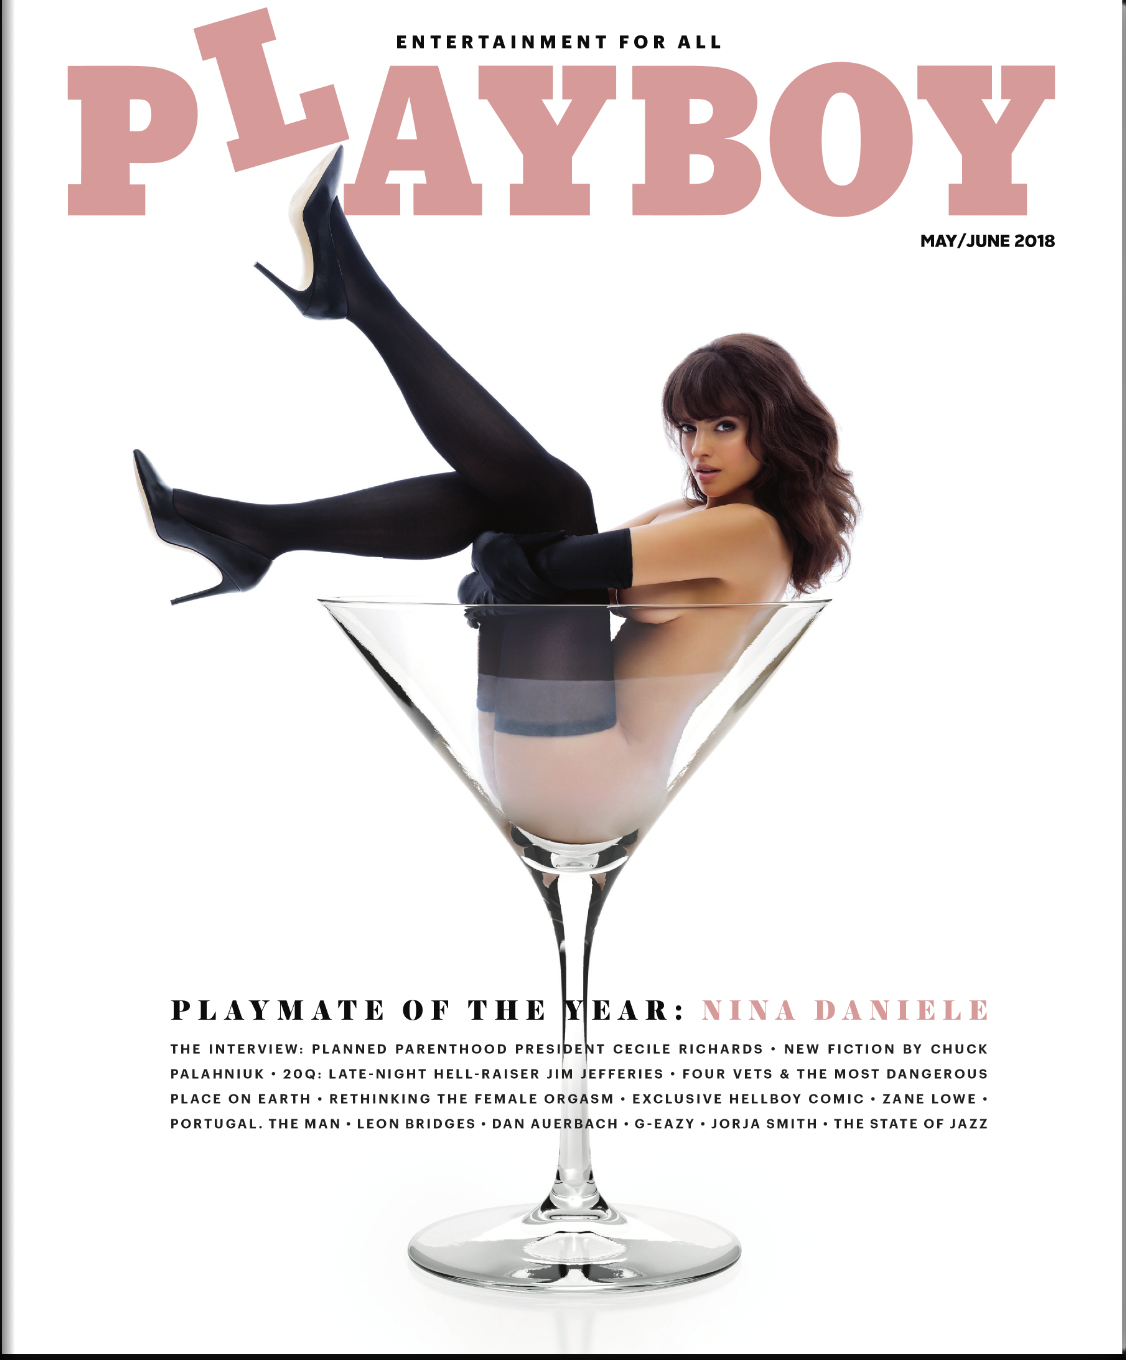 ENTERTAINMENT FOR ALL
PLAYBOY
MAY/JUNE 2018
PLAYMATE OF THE YEAR: NINA DANIELE
THE INTERVIEW: PLANNED PARENTHOOD PRESIDENT CECILE RICHARDS • NEW FICTION BY CHUCK
PALAHNIUK • 20Q: LATE-NIGHT HELL-RAISER JIM JEFFERIES • FOUR VETS & THE MOST DANGEROUS
PLACE ON EARTH • RETHINKING THE FEMALE ORGASM • EXCLUSIVE HELLBOY COMIC • ZANE LOWE •
PORTUGAL. THE MAN • LEON BRIDGES • DAN AUERBACH • G-EAZY • JORJA SMITH • THE STATE OF JAZZ